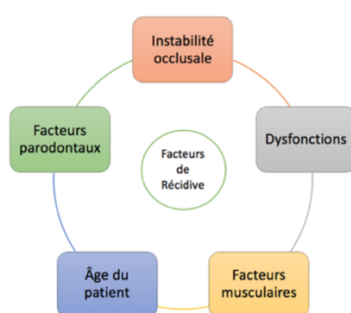 Instabilité
occlusale
Facteurs
parodontaux
Dysfonctions
Facteurs
de
Récidive
Âge du
patient
Facteurs
musculaires